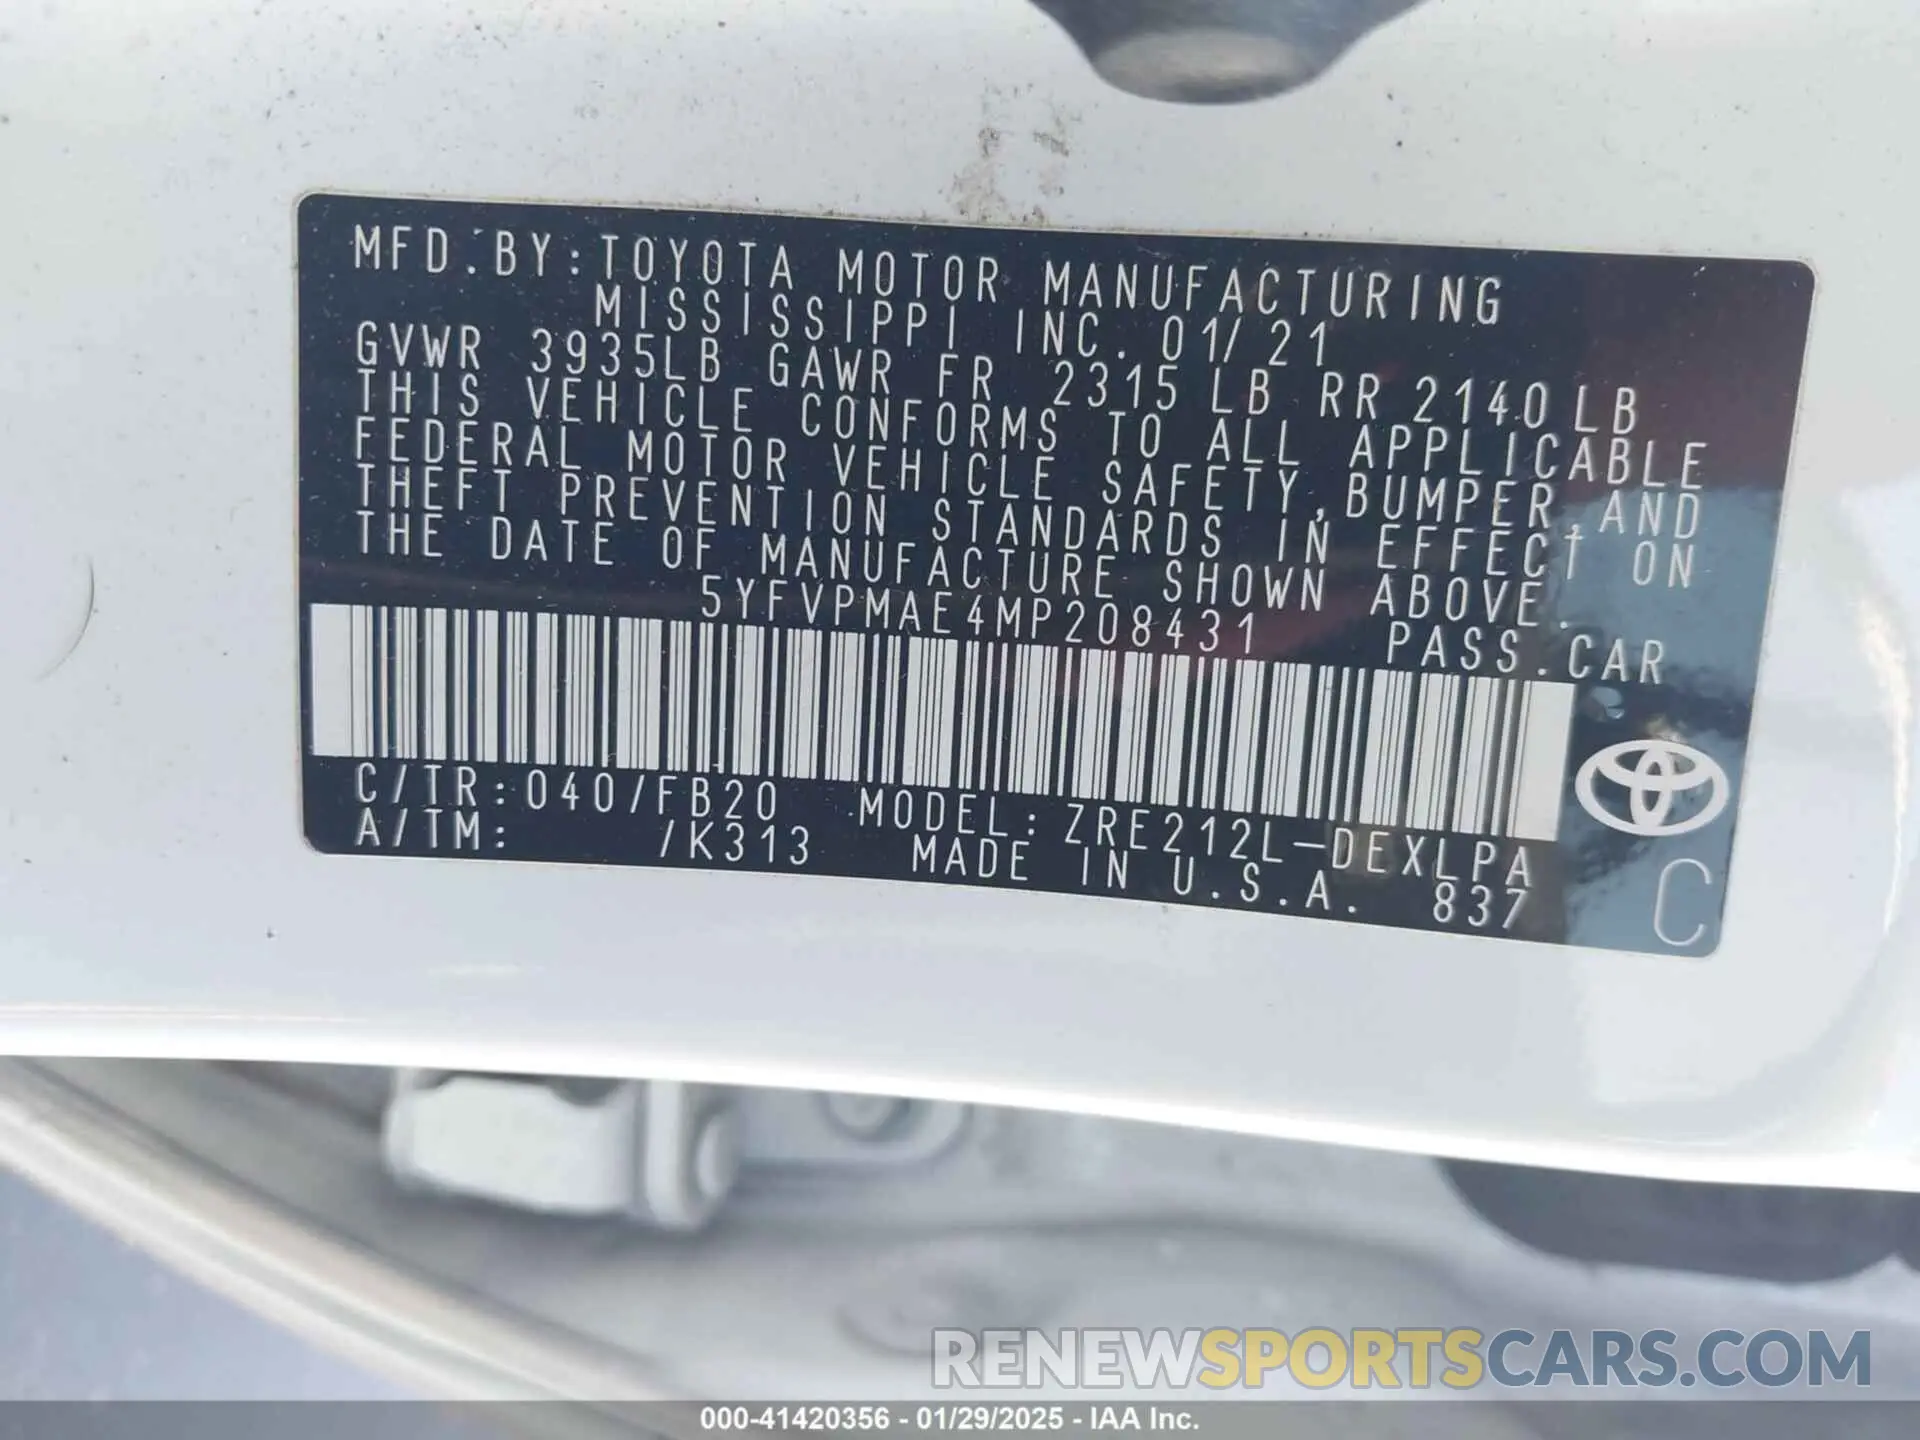 MFD. BY: TOYOTA MOTOR MANUFACTURING
MISSISSIPPI INC. 01/21
GVWR 3935LB GAWR FR 2315 LB RR 2140 LB
THIS VEHICLE CONFORMS TO ALL APPLICABLE
FEDERAL MOTOR VEHICLE SAFETY, BUMPER, AND
THEFT PREVENTION STANDARDS IN EFFECT ON
THE DATE OF MANUFACTURE SHOWN ABOVE.
5YFVPMAE4MP208431 PASS. CAR
C/TR: 040/FB20 MODEL: ZRE212L-DEXLPA
A/TM: /K313 MADE IN U.S.A. 837
C
RENEWSPORTSCARS.COM
000-41420356 - 01/29/2025 - IAA Inc.